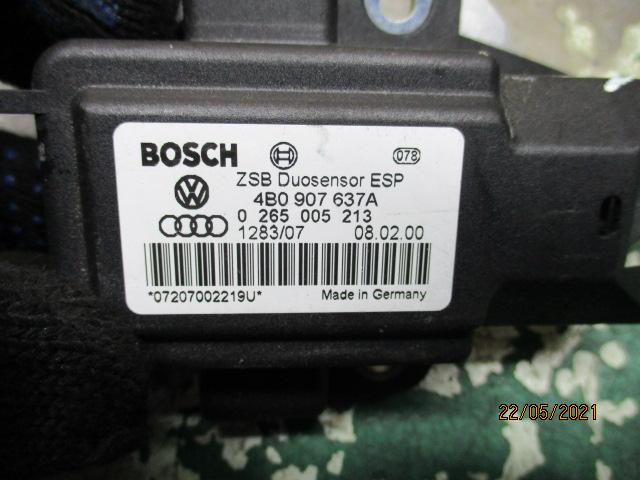 BOSCH
078
ZSB Duosensor ESP
4B0 907 637A
0 265 005 213
1283/07 08.02.00
*07207002219U* Made in Germany
22/05/2021